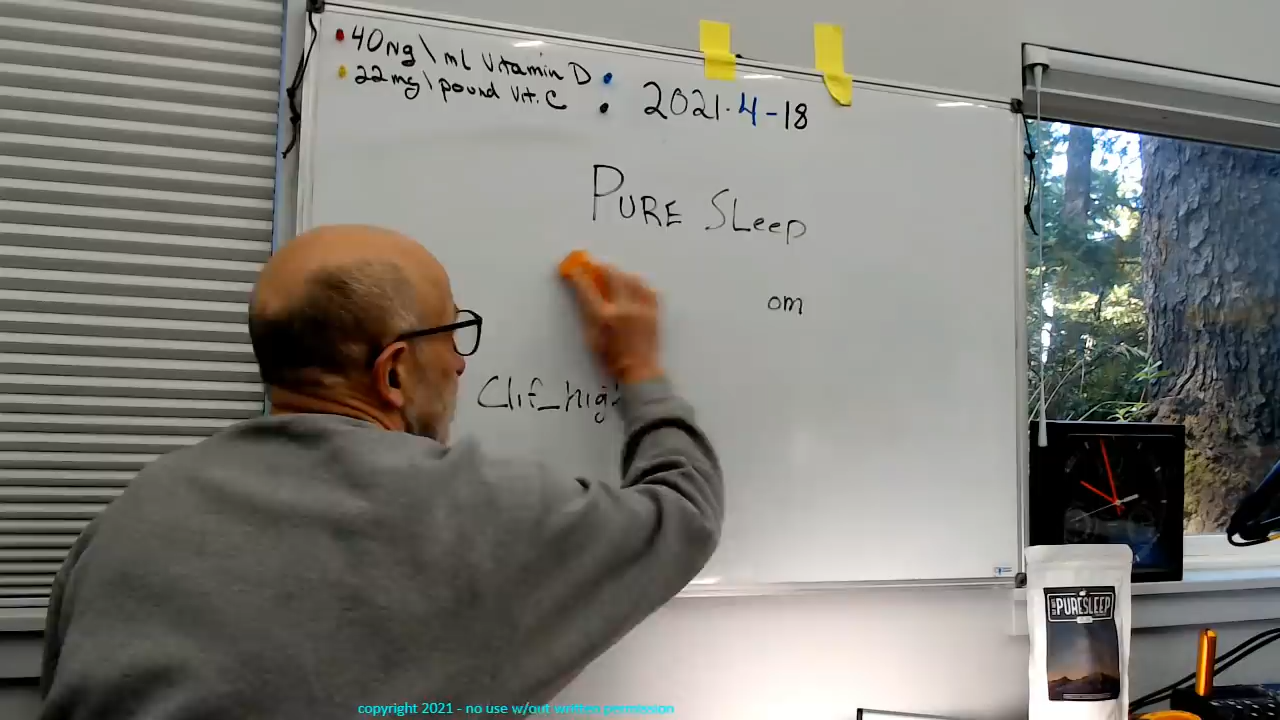 40ng\ml Vitamin D
22mg\pound Vit. C
2021.4-18
PURE SLeep
om
Clif_high
PURESLEEP
copyright 2021 - no use w/out written permission